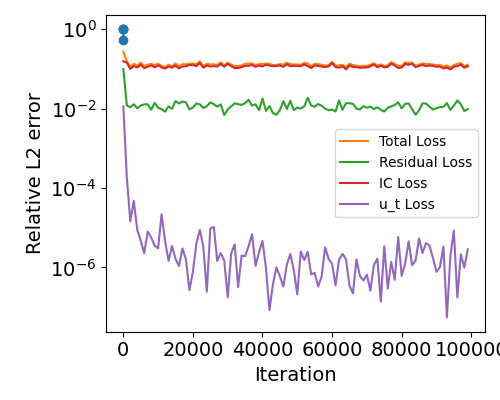 10^0
10^−2
10^−4
10^−6
Relative L2 error
Total Loss
Residual Loss
IC Loss
u_t Loss
0 20000 40000 60000 80000 100000
Iteration